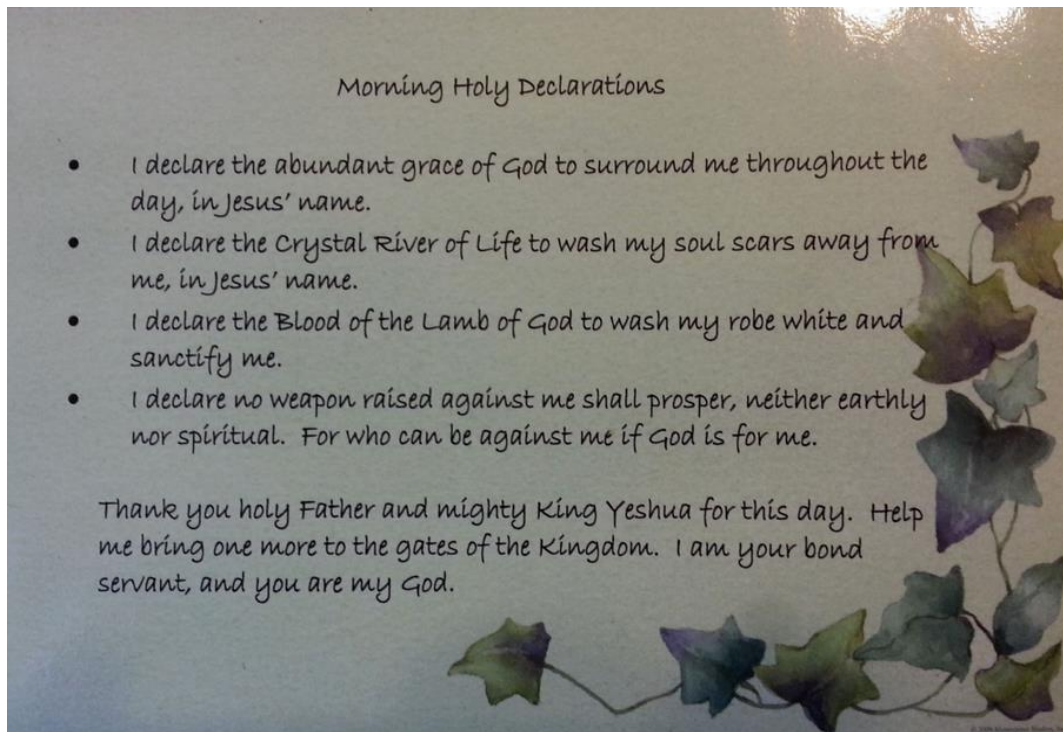 Morning Holy Declarations
• I declare the abundant grace of God to surround me throughout the
day, in Jesus' name.
• I declare the Crystal River of Life to wash my soul scars away from
me, in Jesus' name.
• I declare the Blood of the Lamb of God to wash my robe white and
sanctify me.
• I declare no weapon raised against me shall prosper, neither earthly
nor spiritual. For who can be against me if God is for me.
Thank you holy Father and mighty King Yeshua for this day. Help
me bring one more to the gates of the Kingdom. I am your bond
servant, and you are my God.